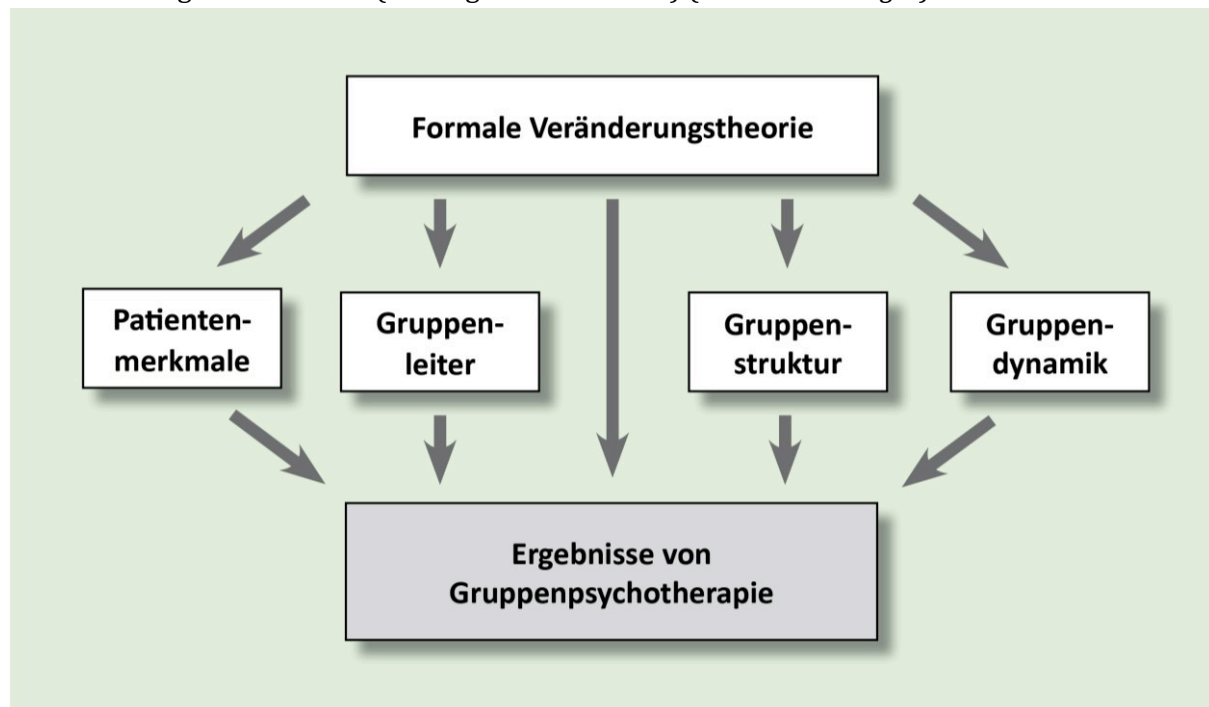 Formale Veränderungstheorie
Patienten-
merkmale
Gruppen-
leiter
Gruppen-
struktur
Gruppen-
dynamik
Ergebnisse von
Gruppenpsychotherapie